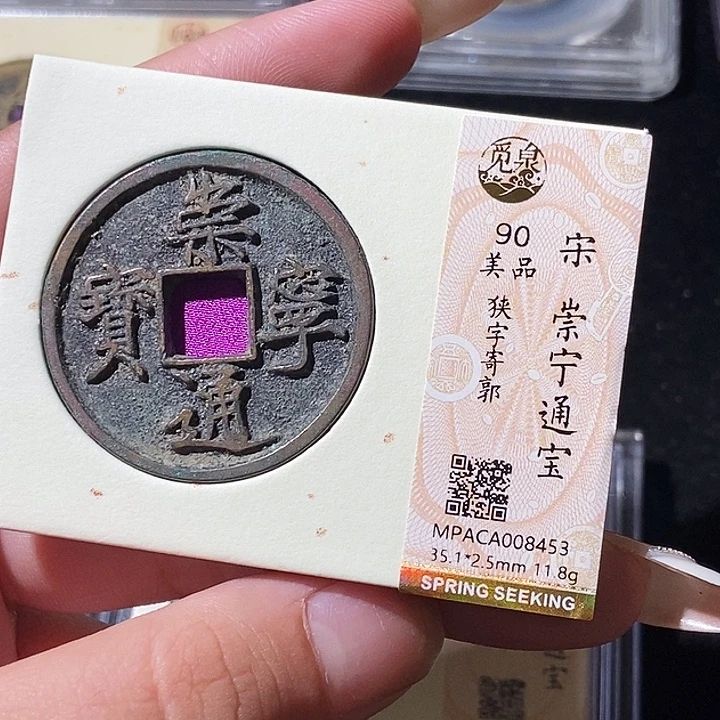 崇寧通寶
觅泉
90
美品
狭字寄郭
宋 崇宁通宝
MPACA008453
35.1*2.5mm 11.8g
SPRING SEEKING